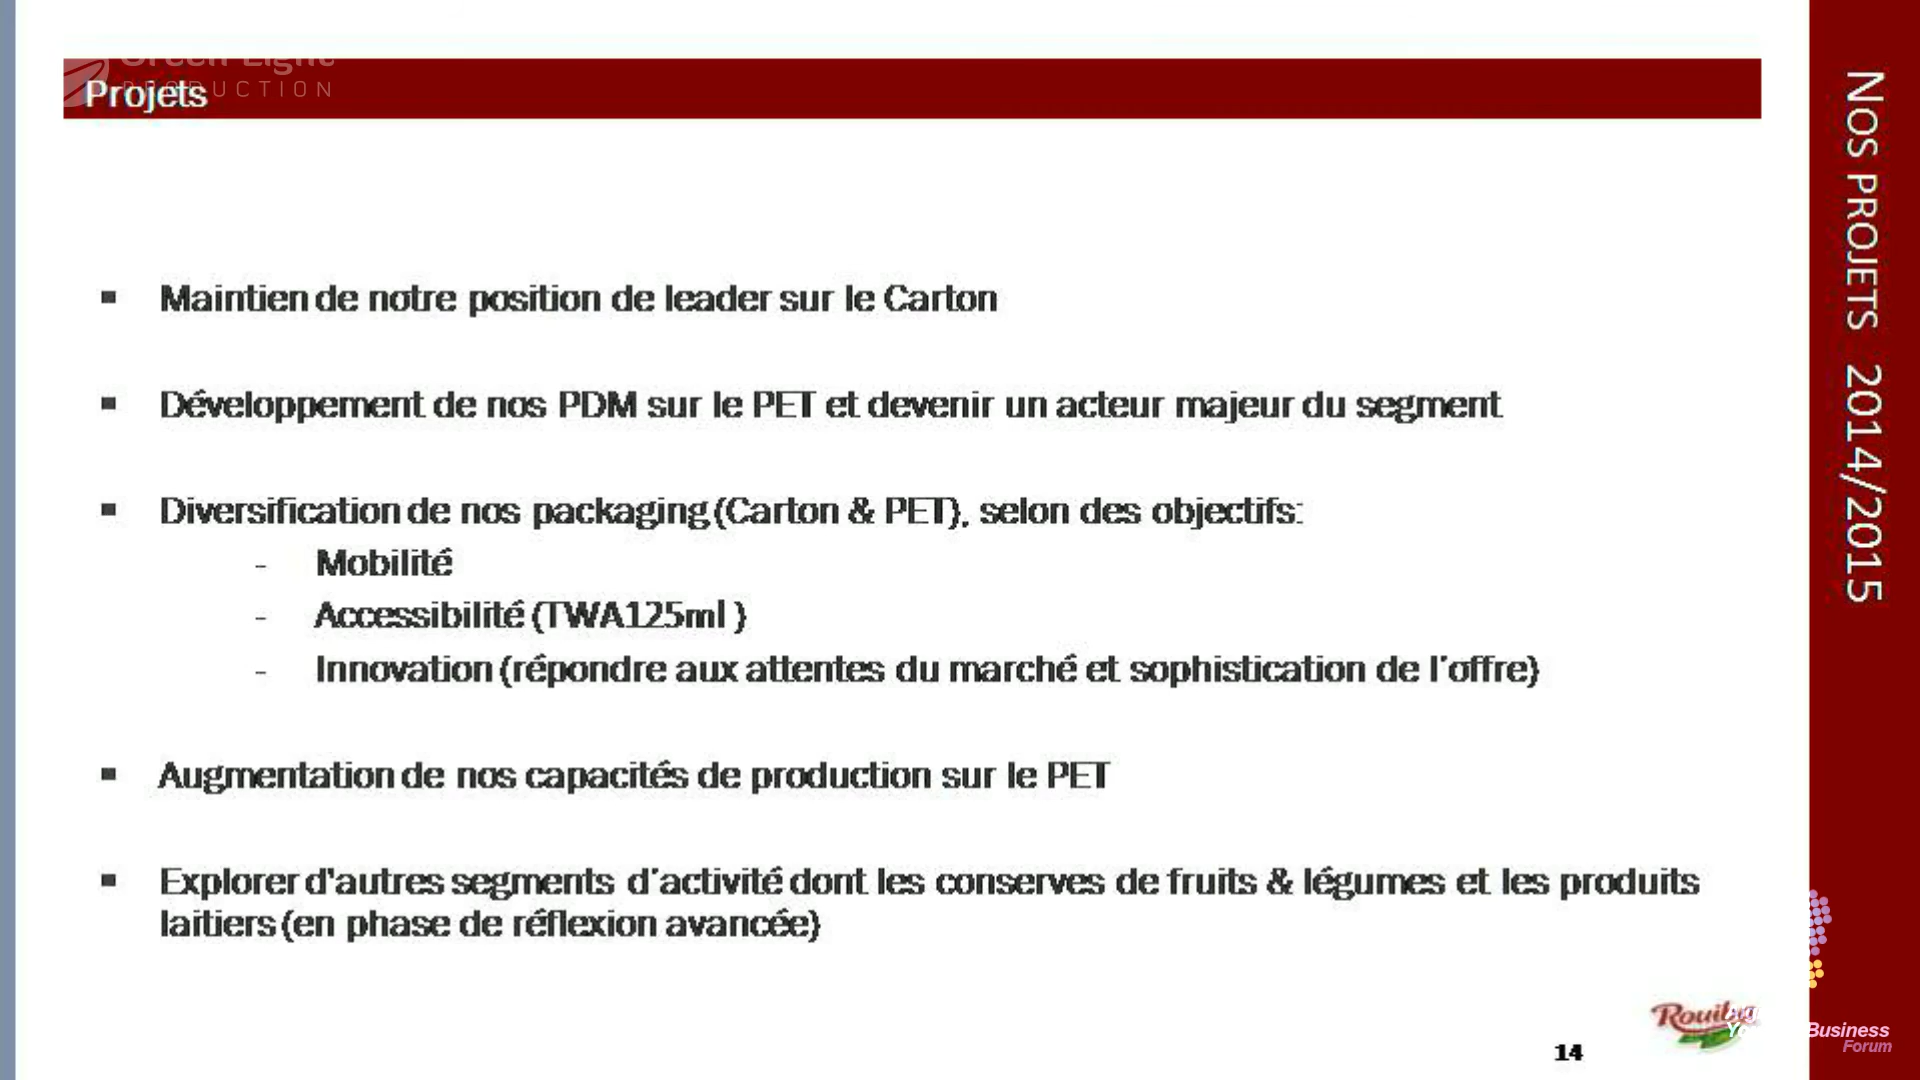 PRODUCTION
Projets
Maintien de notre position de leader sur le Carton
Développement de nos PDM sur le PET et devenir un acteur majeur du segment
Diversification de nos packaging (Carton & PET), selon des objectifs:
- Mobilité
- Accessibilité (TWA125ml )
- Innovation (répondre aux attentes du marché et sophistication de l'offre)
Augmentation de nos capacités de production sur le PET
Explorer d'autres segments d'activité dont les conserves de fruits & légumes et les produits
laitiers (en phase de réflexion avancée)
14
Rouiba
Business
Forum
NOS PROJETS 2014/2015